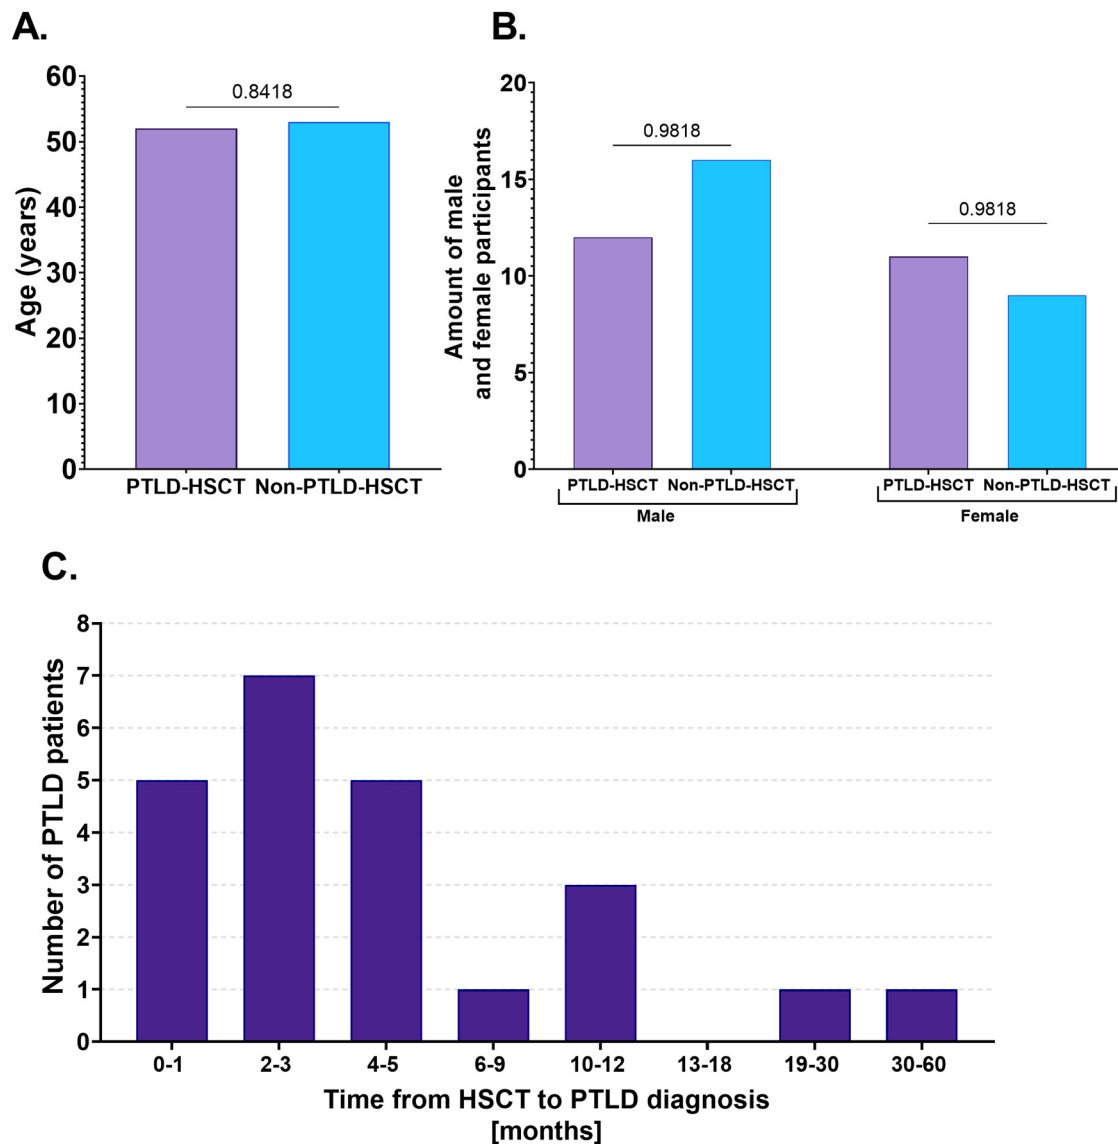 A.
60
50
40
30
20
10
0
Age (years)
0.8418
PTLD-HSCT Non-PTLD-HSCT
B.
20
15
10
5
0
Amount of male
and female participants
0.9818
0.9818
PTLD-HSCT Non-PTLD-HSCT PTLD-HSCT Non-PTLD-HSCT
Male Female
C.
8
7
6
5
4
3
2
1
0
Number of PTLD patients
0-1 2-3 4-5 6-9 10-12 13-18 19-30 30-60
Time from HSCT to PTLD diagnosis
[months]